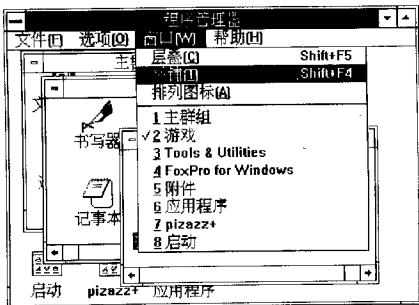 程序管理器
文件(F) 选项(O) 窗口(W) 帮助(H)
层叠(C) Shift+F5
平铺(T) Shift+F4
排列图标(A)
1 主群组
✓2 游戏
3 Tools & Utilities
4 FoxPro for Windows
5 附件
6 应用程序
7 pizazz+
8 启动
书写器
记事本
启动 pizazz+ 应用程序